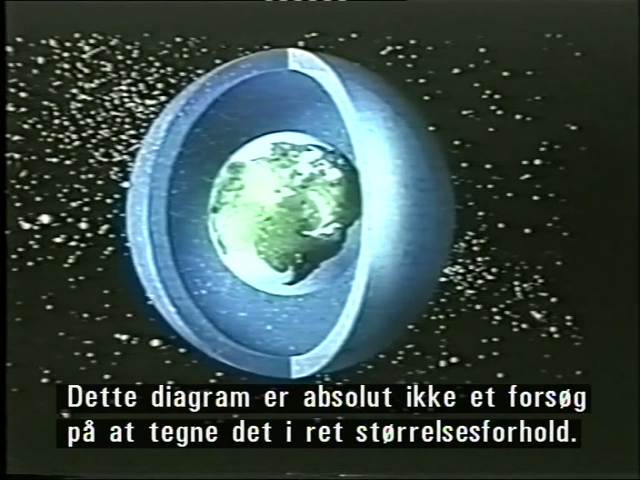 Dette diagram er absolut ikke et forsøg
på at tegne det i ret størrelsesforhold.